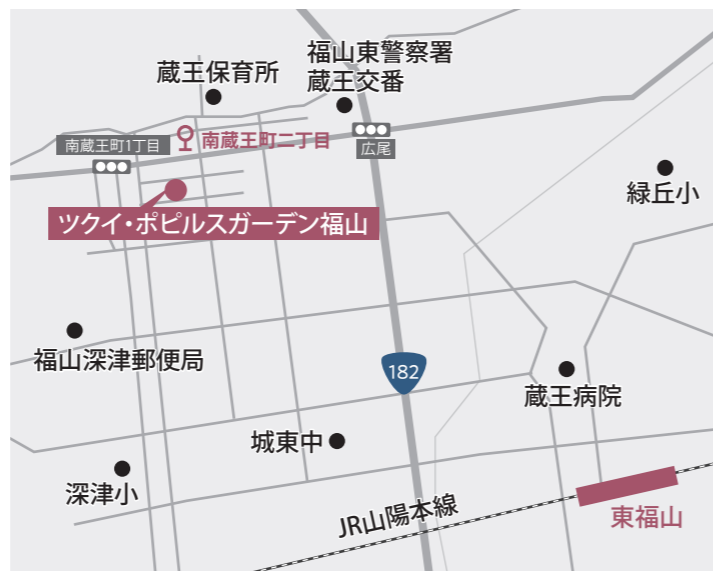 福山東警察署
蔵王交番
蔵王保育所
南蔵王町1丁目
南蔵王町二丁目
広尾
緑丘小
ツクイ・ポピルスガーデン福山
福山深津郵便局
182
蔵王病院
城東中
深津小
JR山陽本線
東福山